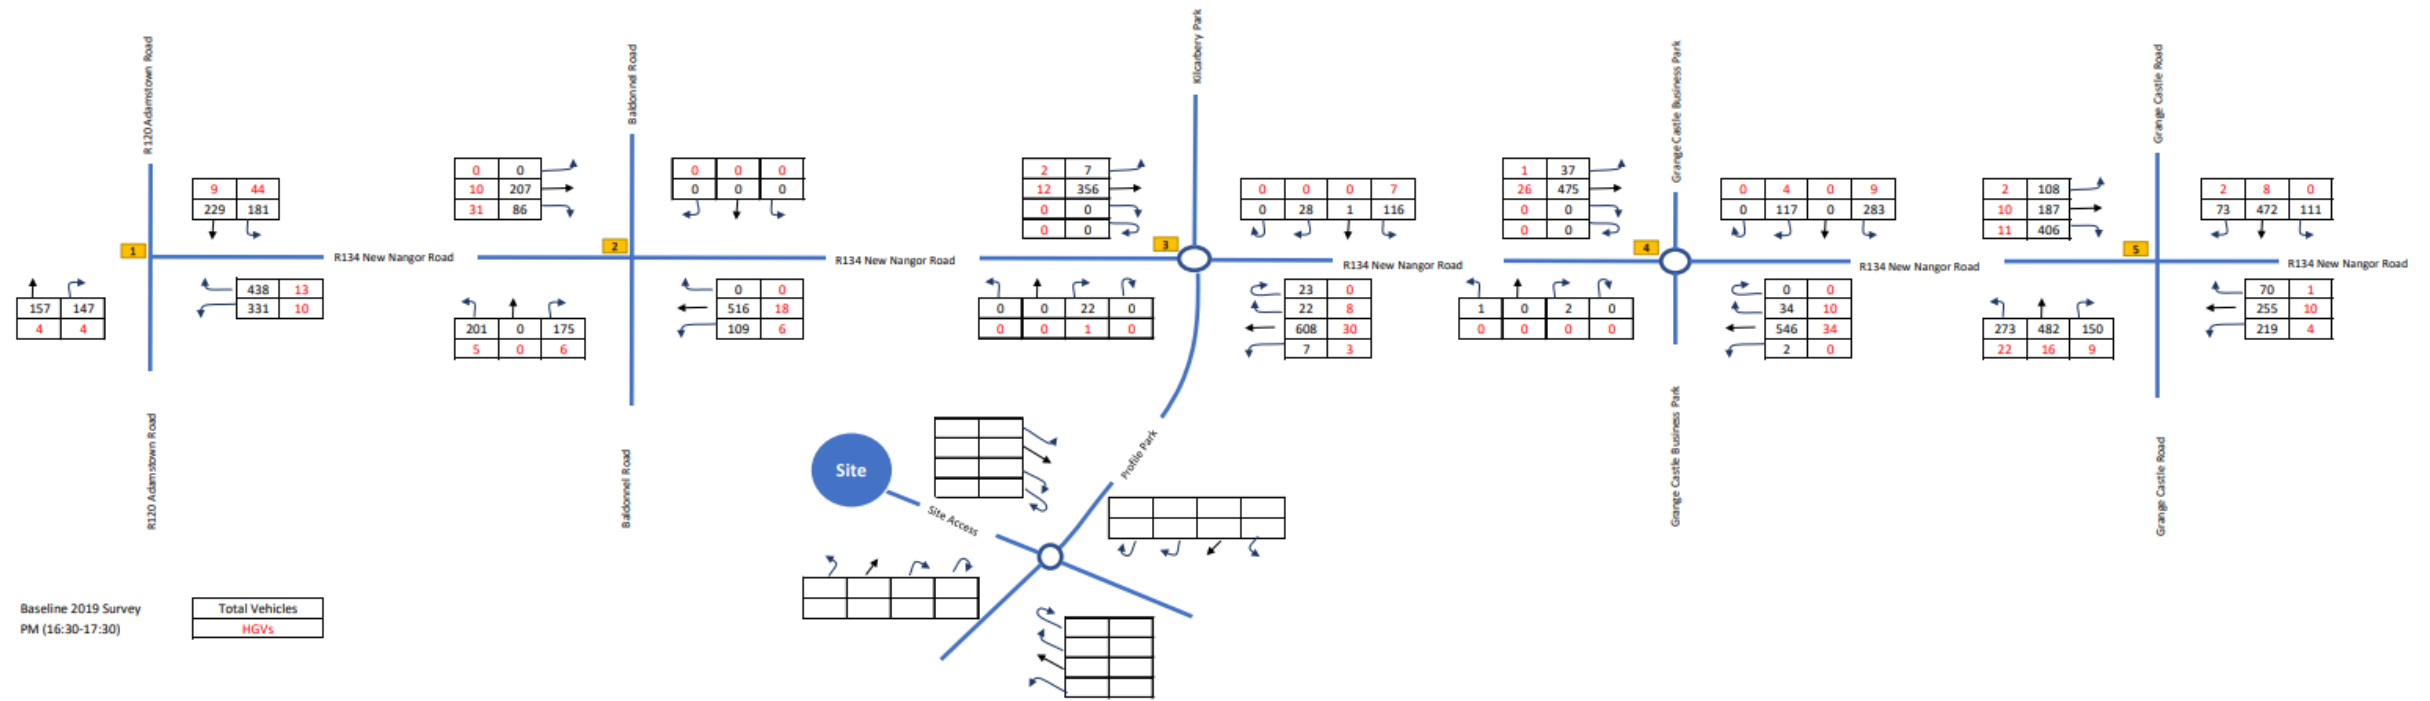 R120 Adamstown Road
Baldonnel Road
Kilcarbery Park
Grange Castle Business Park
Grange Castle Road
0 0
10 207
31 86
0 0 0
0 0 0
2 7
12 356
0 0
0 0
1 37
26 475
0 0
0 0
9 44
229 181
0 0 0 7
0 28 1 116
0 4 0 9
0 117 0 283
2 108
10 187
11 406
2 8 0
73 472 111
1
2
3
4
5
R134 New Nangor Road
R134 New Nangor Road
R134 New Nangor Road
R134 New Nangor Road
R134 New Nangor Road
157 147
4 4
438 13
331 10
201 0 175
5 0 6
0 0
516 18
109 6
0 0 22 0
0 0 1 0
23 0
22 8
608 30
7 3
1 0 2 0
0 0 0 0
0 0
34 10
546 34
2 0
273 482 150
22 16 9
70 1
255 10
219 4
R120 Adamstown Road
Baldonnel Road
Profile Park
Grange Castle Business Park
Grange Castle Road
Site
Site Access
Baseline 2019 Survey
PM (16:30-17:30)
Total Vehicles
HGVs